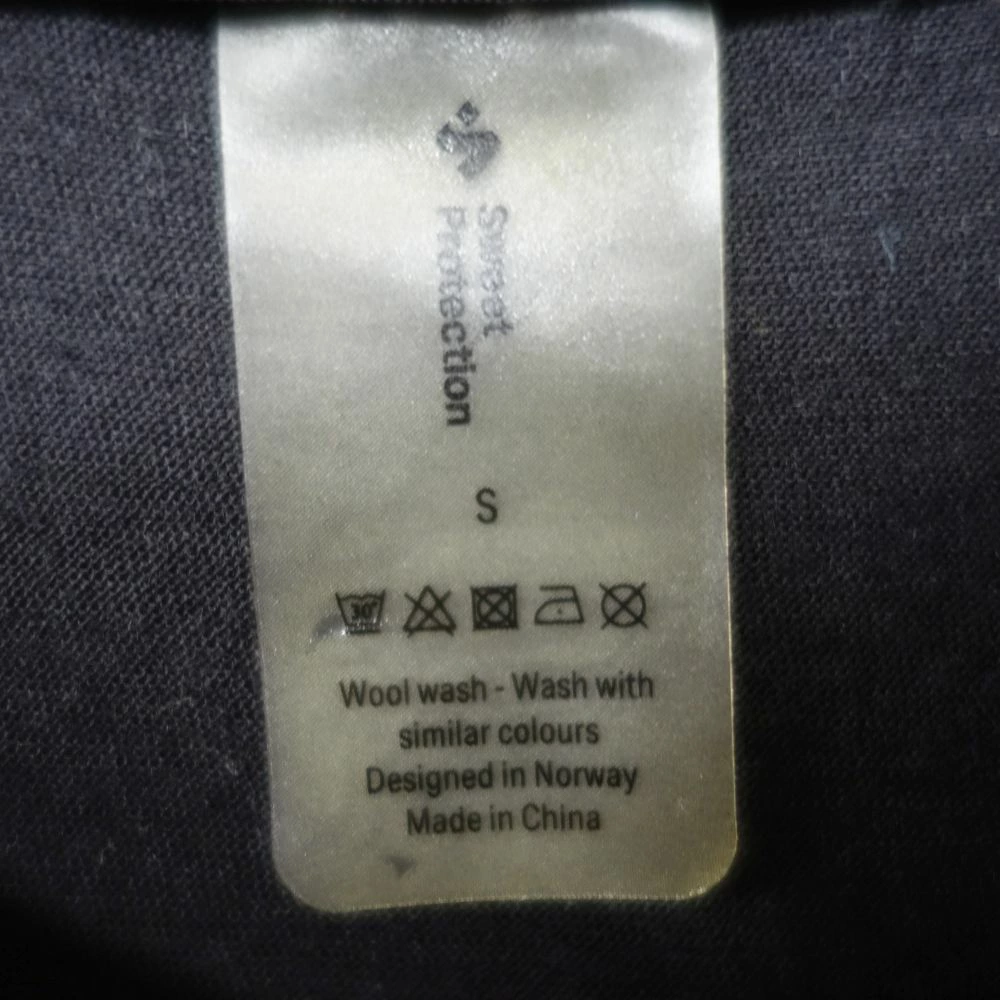 Sweet
Protection
S
30°
Wool wash - Wash with
similar colours
Designed in Norway
Made in China